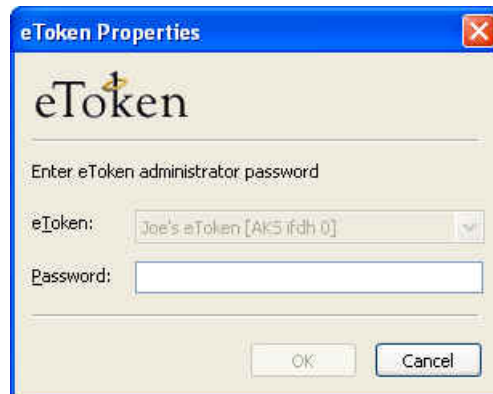 eToken Properties
eToken
Enter eToken administrator password
eToken: Joe's eToken [AKS ifdh 0]
Password:
OK Cancel